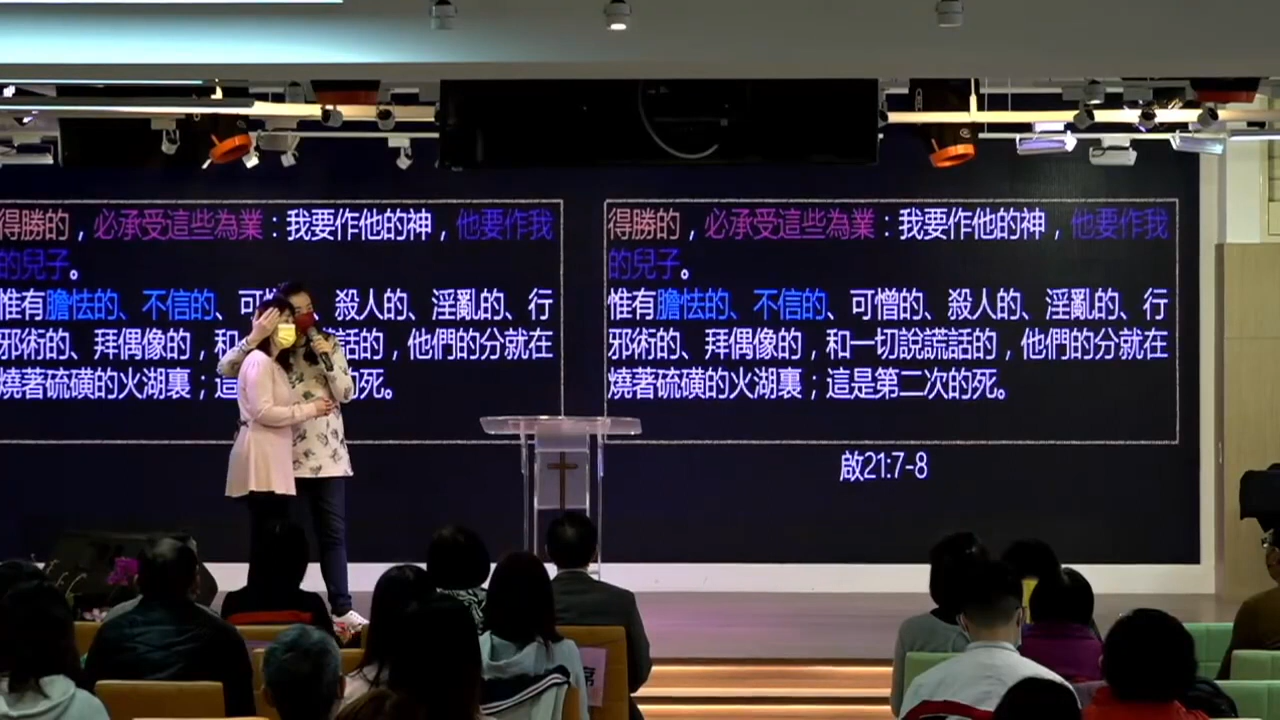 得勝的，必承受這些為業：我要作他的神，他要作我
的兒子。
惟有膽怯的、不信的、可憎
邪術的、拜偶像的，和 謊話的，他們的分就在
殺人的、淫亂的、行
燒著硫磺的火湖裏；這 的死。
得勝的，必承受這些為業：我要作他的神，他要作我
的兒子。
惟有膽怯的、不信的、可憎的、殺人的、淫亂的、行
邪術的、拜偶像的，和一切說謊話的，他們的分就在
燒著硫磺的火湖裏；這是第二次的死。
啟21:7-8
席